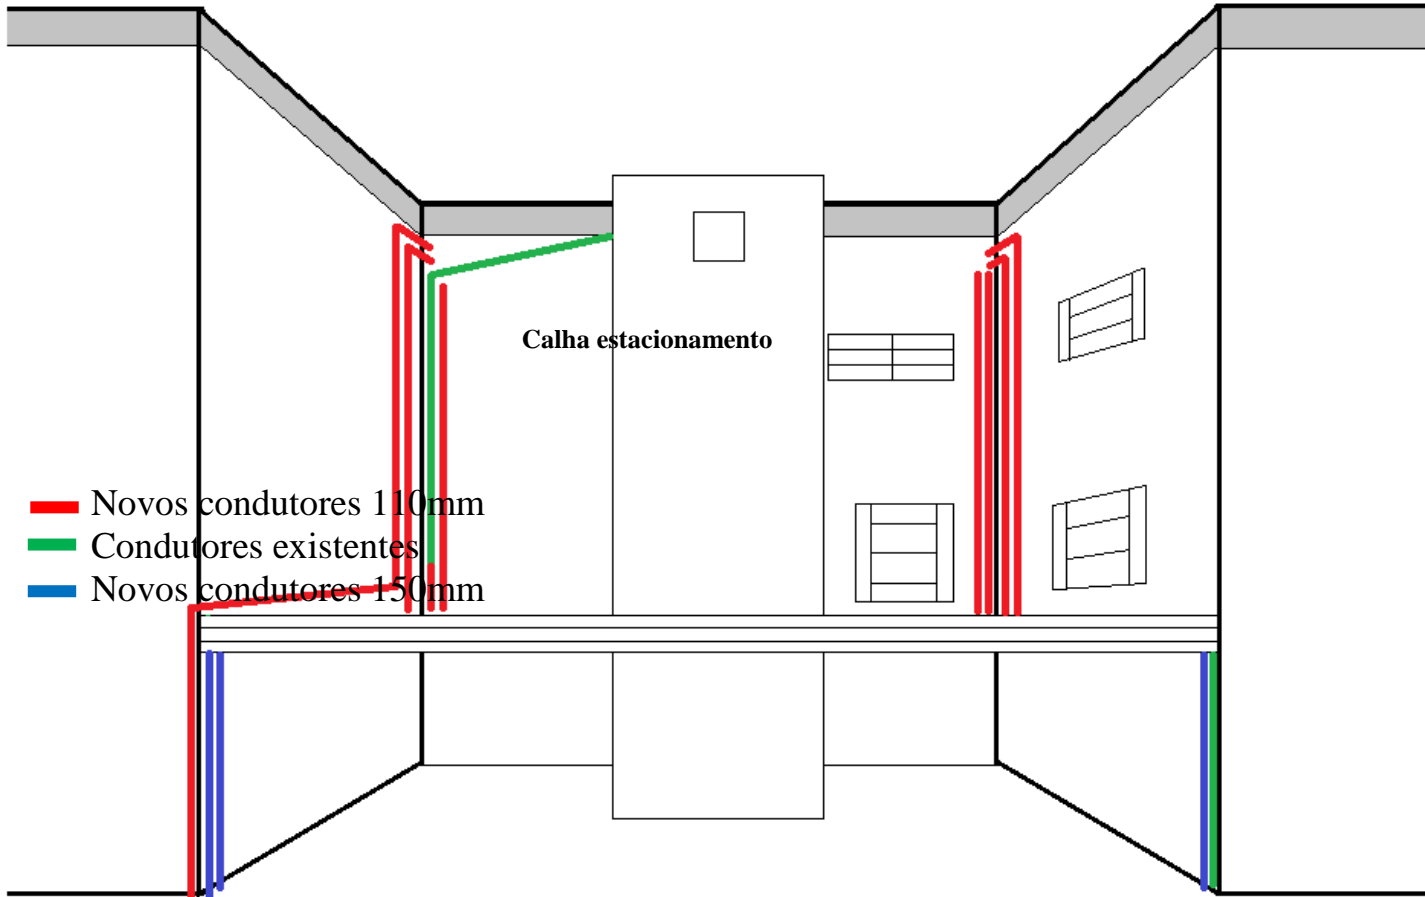 Calha estacionamento
Novos condutores 110mm
Condutores existentes
Novos condutores 150mm